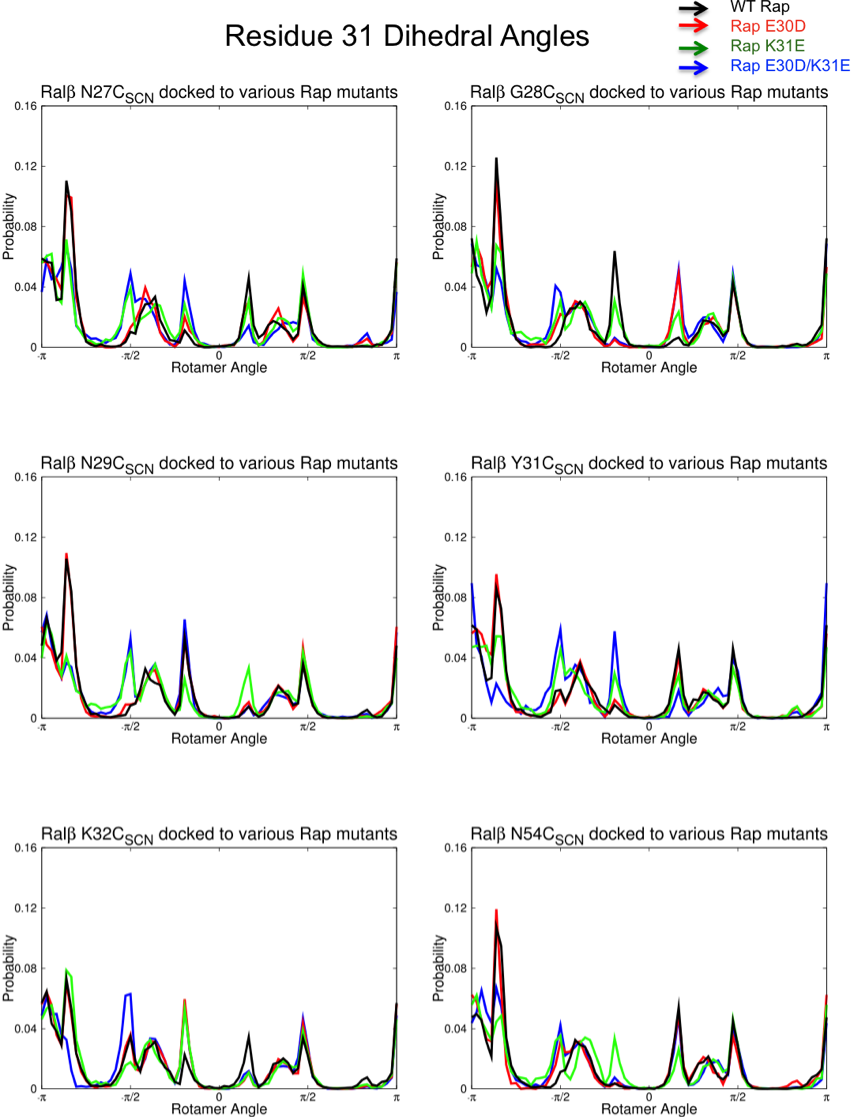 Residue 31 Dihedral Angles
WT Rap
Rap E30D
Rap K31E
Rap E30D/K31E
Ralβ N27CSCN docked to various Rap mutants
0.16
0.12
0.08
0.04
0
Probability
-π
-π/2
0
π/2
π
Rotamer Angle
Ralβ G28CSCN docked to various Rap mutants
0.16
0.12
0.08
0.04
0
Probability
-π
-π/2
0
π/2
π
Rotamer Angle
Ralβ N29CSCN docked to various Rap mutants
0.16
0.12
0.08
0.04
0
Probability
-π
-π/2
0
π/2
π
Rotamer Angle
Ralβ Y31CSCN docked to various Rap mutants
0.16
0.12
0.08
0.04
0
Probability
-π
-π/2
0
π/2
π
Rotamer Angle
Ralβ K32CSCN docked to various Rap mutants
0.16
0.12
0.08
0.04
0
Probability
-π
-π/2
0
π/2
π
Rotamer Angle
Ralβ N54CSCN docked to various Rap mutants
0.16
0.12
0.08
0.04
0
Probability
-π
-π/2
0
π/2
π
Rotamer Angle